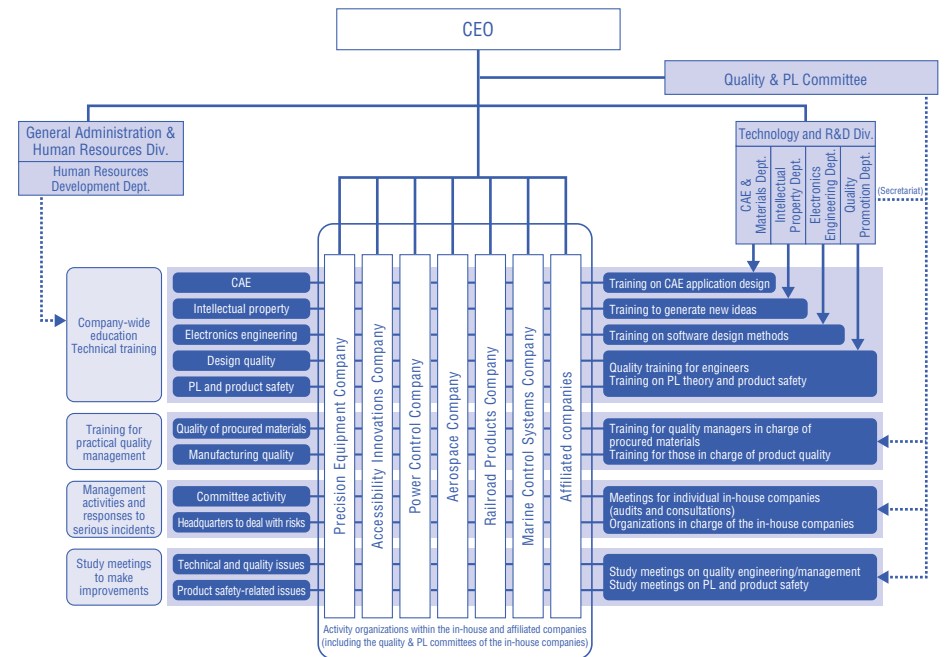 CEO
Quality & PL Committee
General Administration &
Human Resources Div.
Human Resources
Development Dept.
Technology and R&D Div.
CAE &
Materials Dept.
Intellectual
Property Dept.
Electronics
Engineering Dept.
Quality
Promotion Dept.
(Secretariat)
Company-wide
education
Technical training
CAE
Intellectual property
Electronics engineering
Design quality
PL and product safety
Training for
practical quality
management
Quality of procured materials
Manufacturing quality
Management
activities and
responses to
serious incidents
Committee activity
Headquarters to deal with risks
Study meetings
to make
improvements
Technical and quality issues
Product safety-related issues
Precision Equipment Company
Accessibility Innovations Company
Power Control Company
Aerospace Company
Railroad Products Company
Marine Control Systems Company
Affiliated companies
Training on CAE application design
Training to generate new ideas
Training on software design methods
Quality training for engineers
Training on PL theory and product safety
Training for quality managers in charge of
procured materials
Training for those in charge of product quality
Meetings for individual in-house companies
(audits and consultations)
Organizations in charge of the in-house companies
Study meetings on quality engineering/management
Study meetings on PL and product safety
Activity organizations within the in-house and affiliated companies
(including the quality & PL committees of the in-house companies)